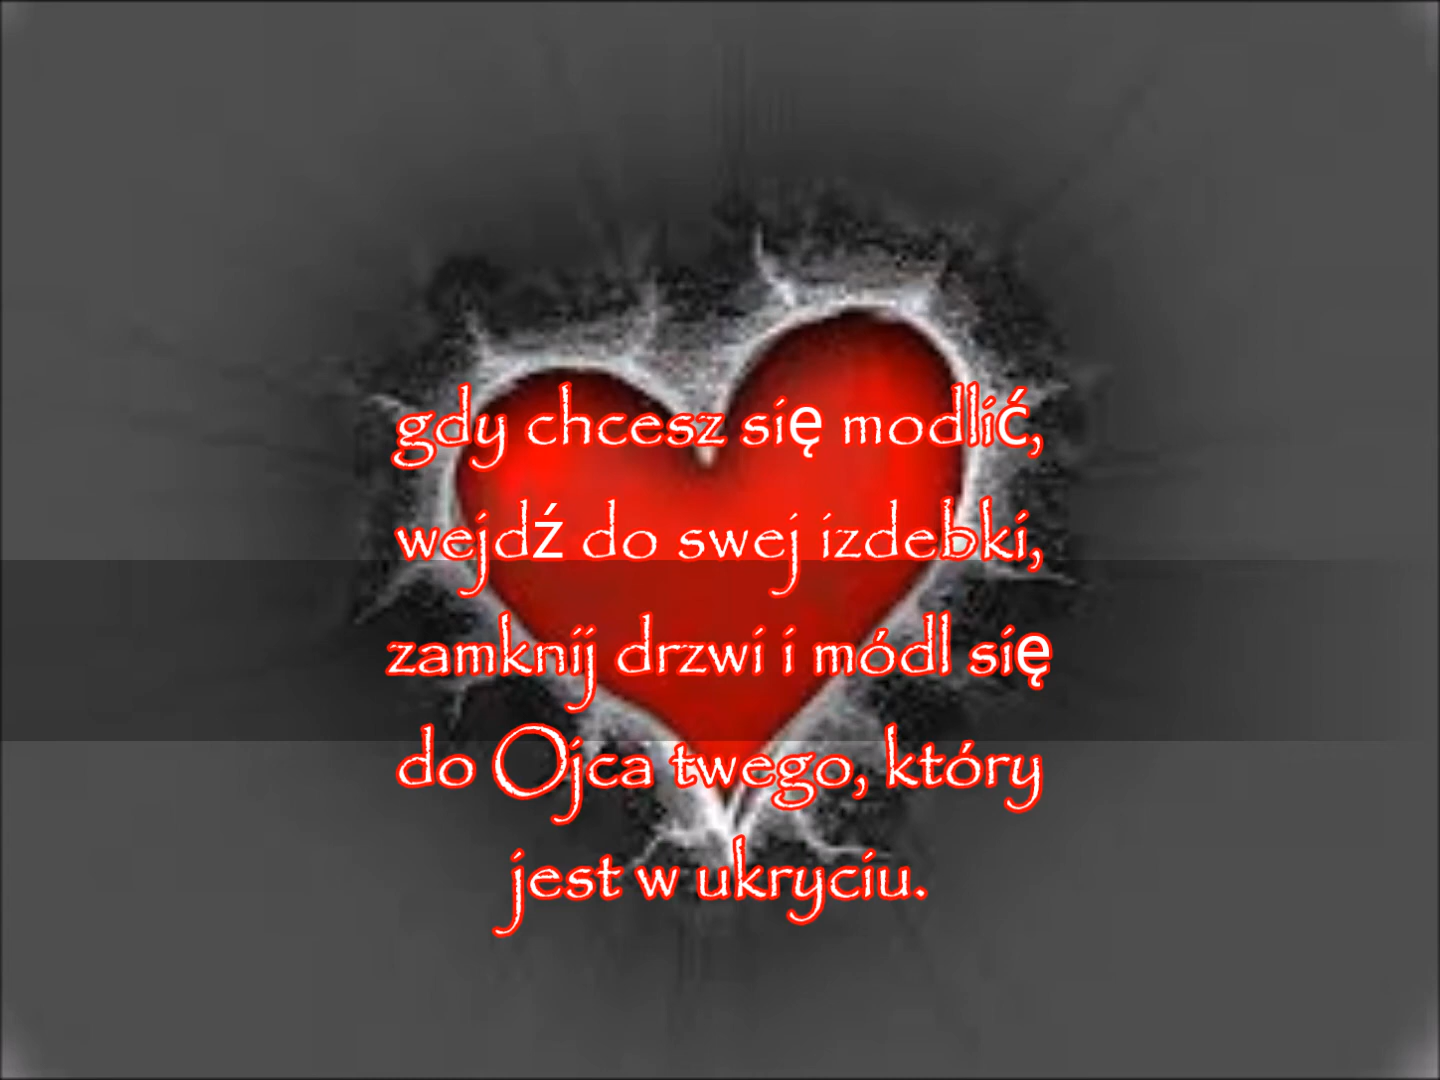 gdy chcesz się modlić,
wejdź do swej izdebki,
zamknij drzwi i módl się
do Ojca twego, który
jest w ukryciu.